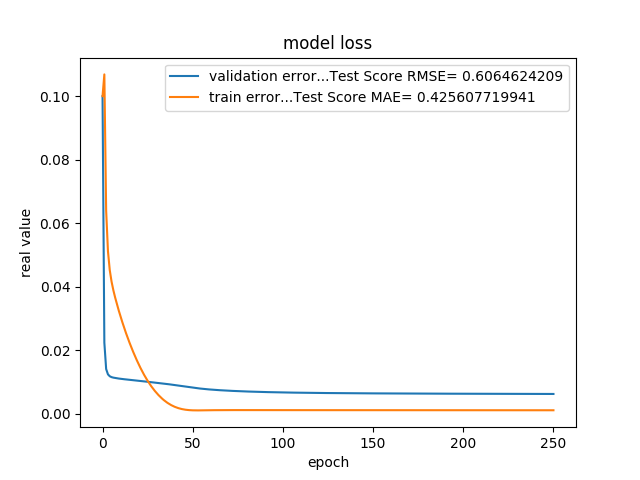 model loss
validation error...Test Score RMSE= 0.6064624209
train error...Test Score MAE= 0.425607719941
real value
0.10
0.08
0.06
0.04
0.02
0.00
0 50 100 150 200 250
epoch